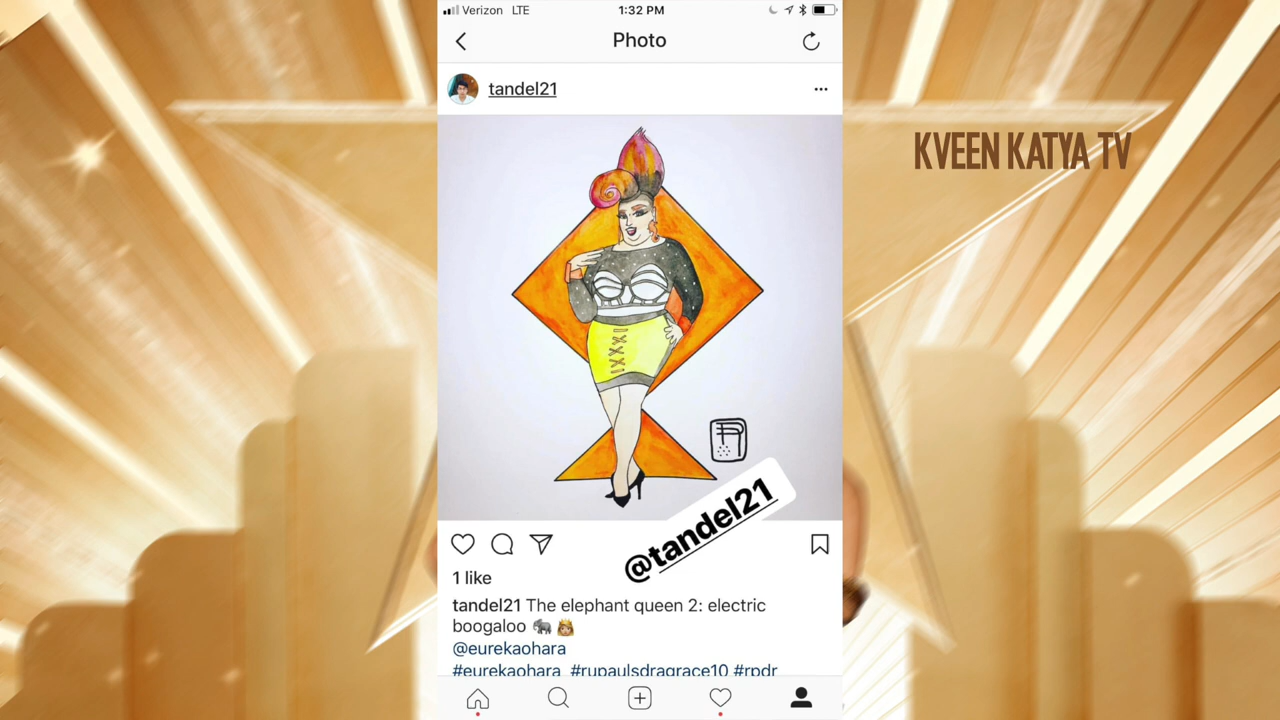 Verizon LTE 1:32 PM
Photo
tandel21
KVEEN KATYA TV
@tandel21
1 like
tandel21 The elephant queen 2: electric
boogaloo 🐘 👸
@eurekaohara
#eurekaohara #rupaulsdragrace10 #rpdr